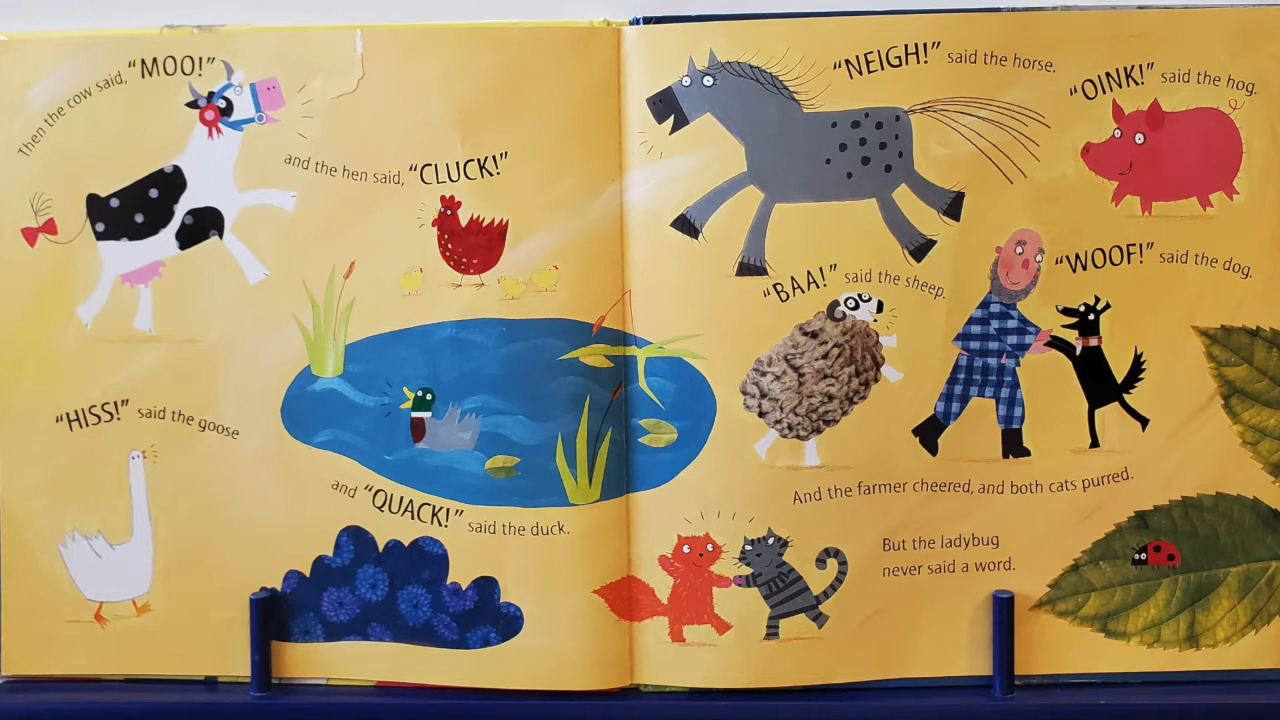 Then the cow said, “MOO!”
and the hen said, “CLUCK!”
“HISS!” said the goose
and “QUACK!” said the duck.
“NEIGH!” said the horse.
“OINK!” said the hog.
“BAA!” said the sheep.
“WOOF!” said the dog.
And the farmer cheered, and both cats purred.
But the ladybug
never said a word.